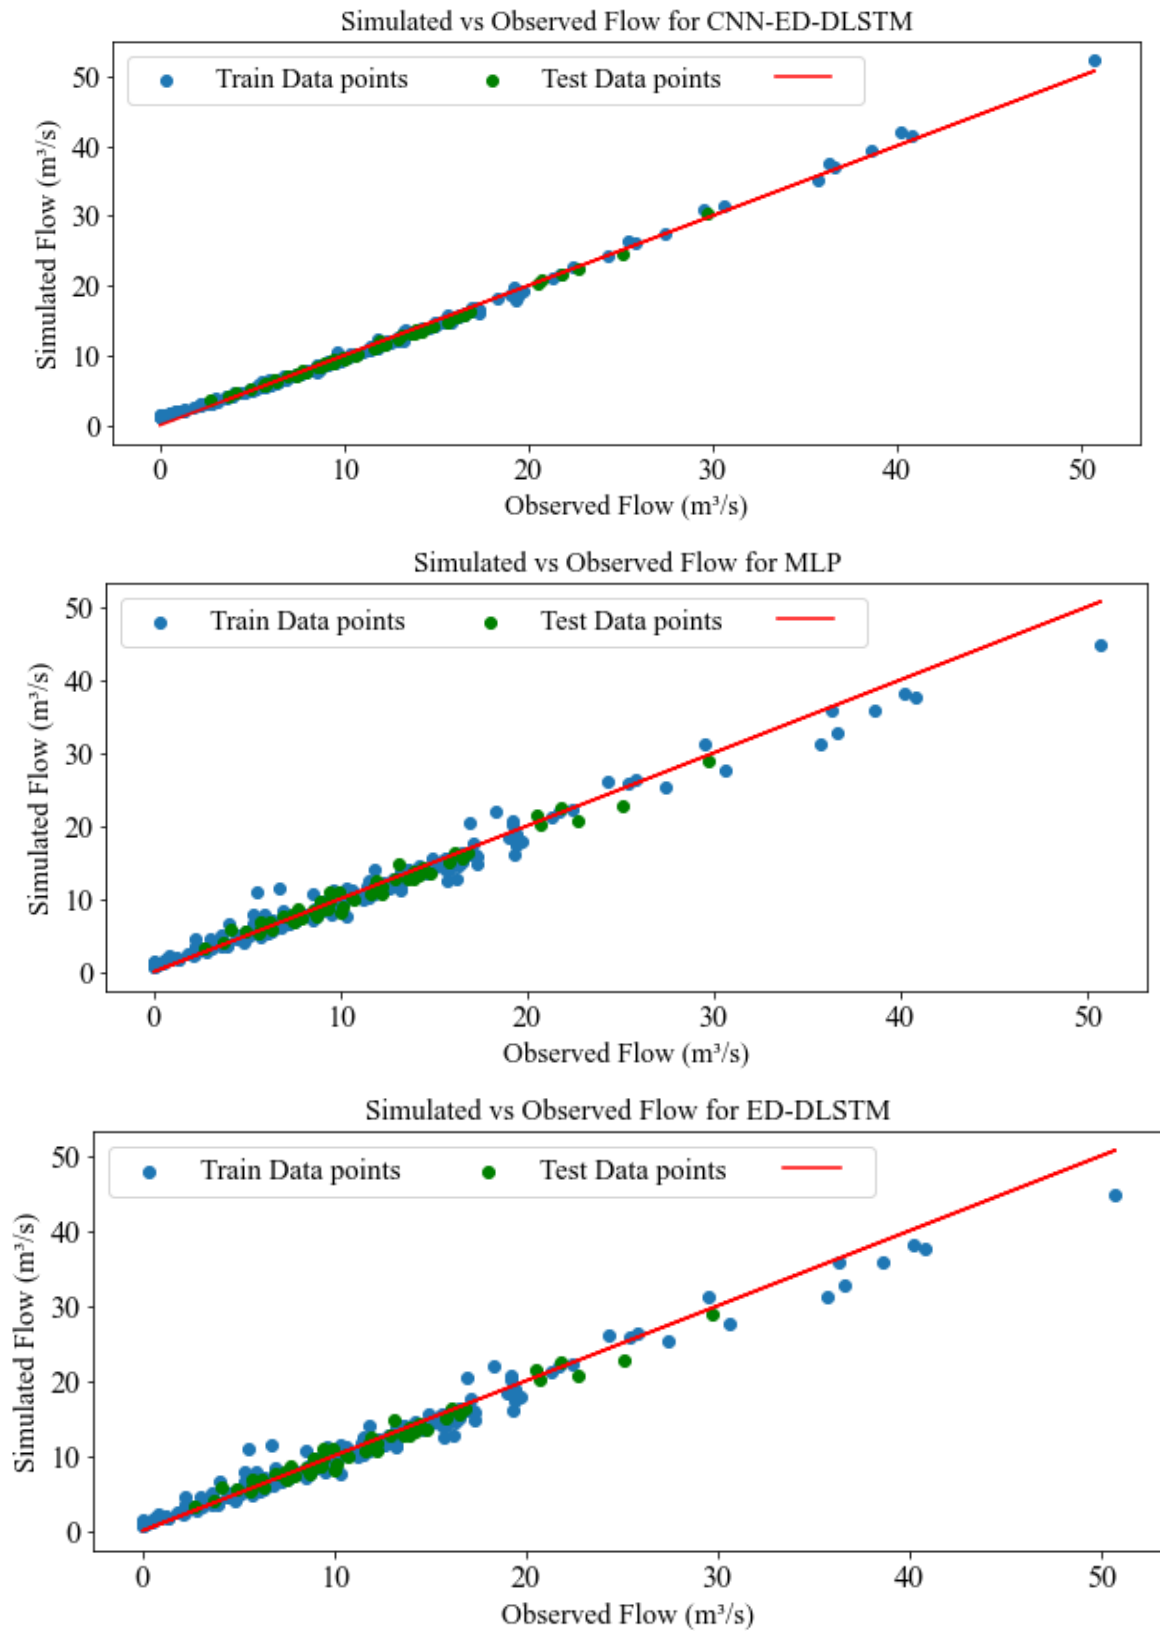 Simulated vs Observed Flow for CNN-ED-DLSTM
Train Data points Test Data points
50
40
30
20
10
0
Simulated Flow (m³/s)
0 10 20 30 40 50
Observed Flow (m³/s)
Simulated vs Observed Flow for MLP
Train Data points Test Data points
50
40
30
20
10
0
Simulated Flow (m³/s)
0 10 20 30 40 50
Observed Flow (m³/s)
Simulated vs Observed Flow for ED-DLSTM
Train Data points Test Data points
50
40
30
20
10
0
Simulated Flow (m³/s)
0 10 20 30 40 50
Observed Flow (m³/s)